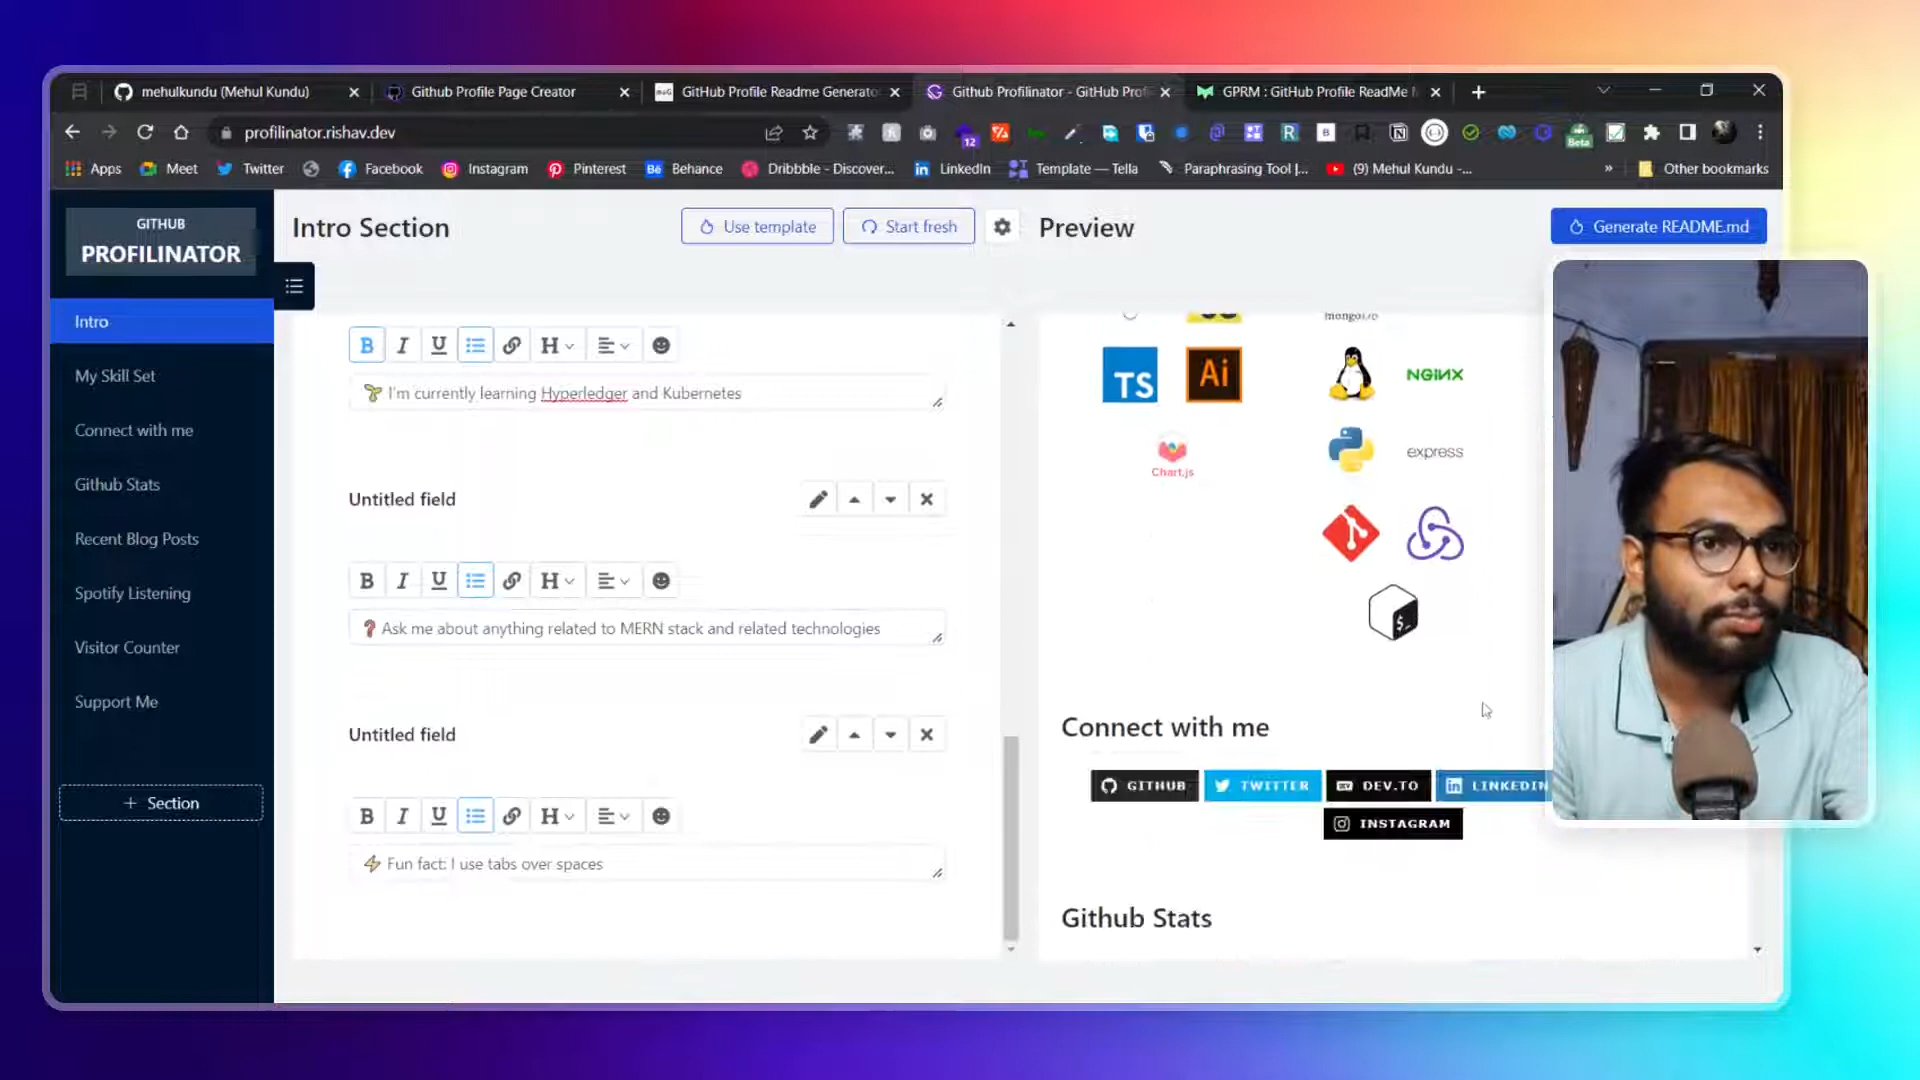 mehulkundu (Mehul Kundu)
Github Profile Page Creator
GitHub Profile Readme Generato
Github Profilinator - GitHub Prof
GPRM : GitHub Profile ReadMe M
profilinator.rishav.dev
12
R
B
Beta
Apps
Meet
Twitter
Facebook
Instagram
Pinterest
Behance
Dribbble - Discover...
LinkedIn
Template — Tella
Paraphrasing Tool |...
(9) Mehul Kundu -...
»
Other bookmarks
GITHUB
PROFILINATOR
Intro
My Skill Set
Connect with me
Github Stats
Recent Blog Posts
Spotify Listening
Visitor Counter
Support Me
+ Section
Intro Section
Use template
Start fresh
B I U H
🌱 I'm currently learning Hyperledger and Kubernetes
Untitled field
B I U H
❓ Ask me about anything related to MERN stack and related technologies
Untitled field
B I U H
⚡ Fun fact: I use tabs over spaces
Preview
Generate README.md
mongoDB
TS
Ai
NGINX
Chart.js
express
$_
Connect with me
GITHUB
TWITTER
DEV.TO
LINKEDIN
INSTAGRAM
Github Stats